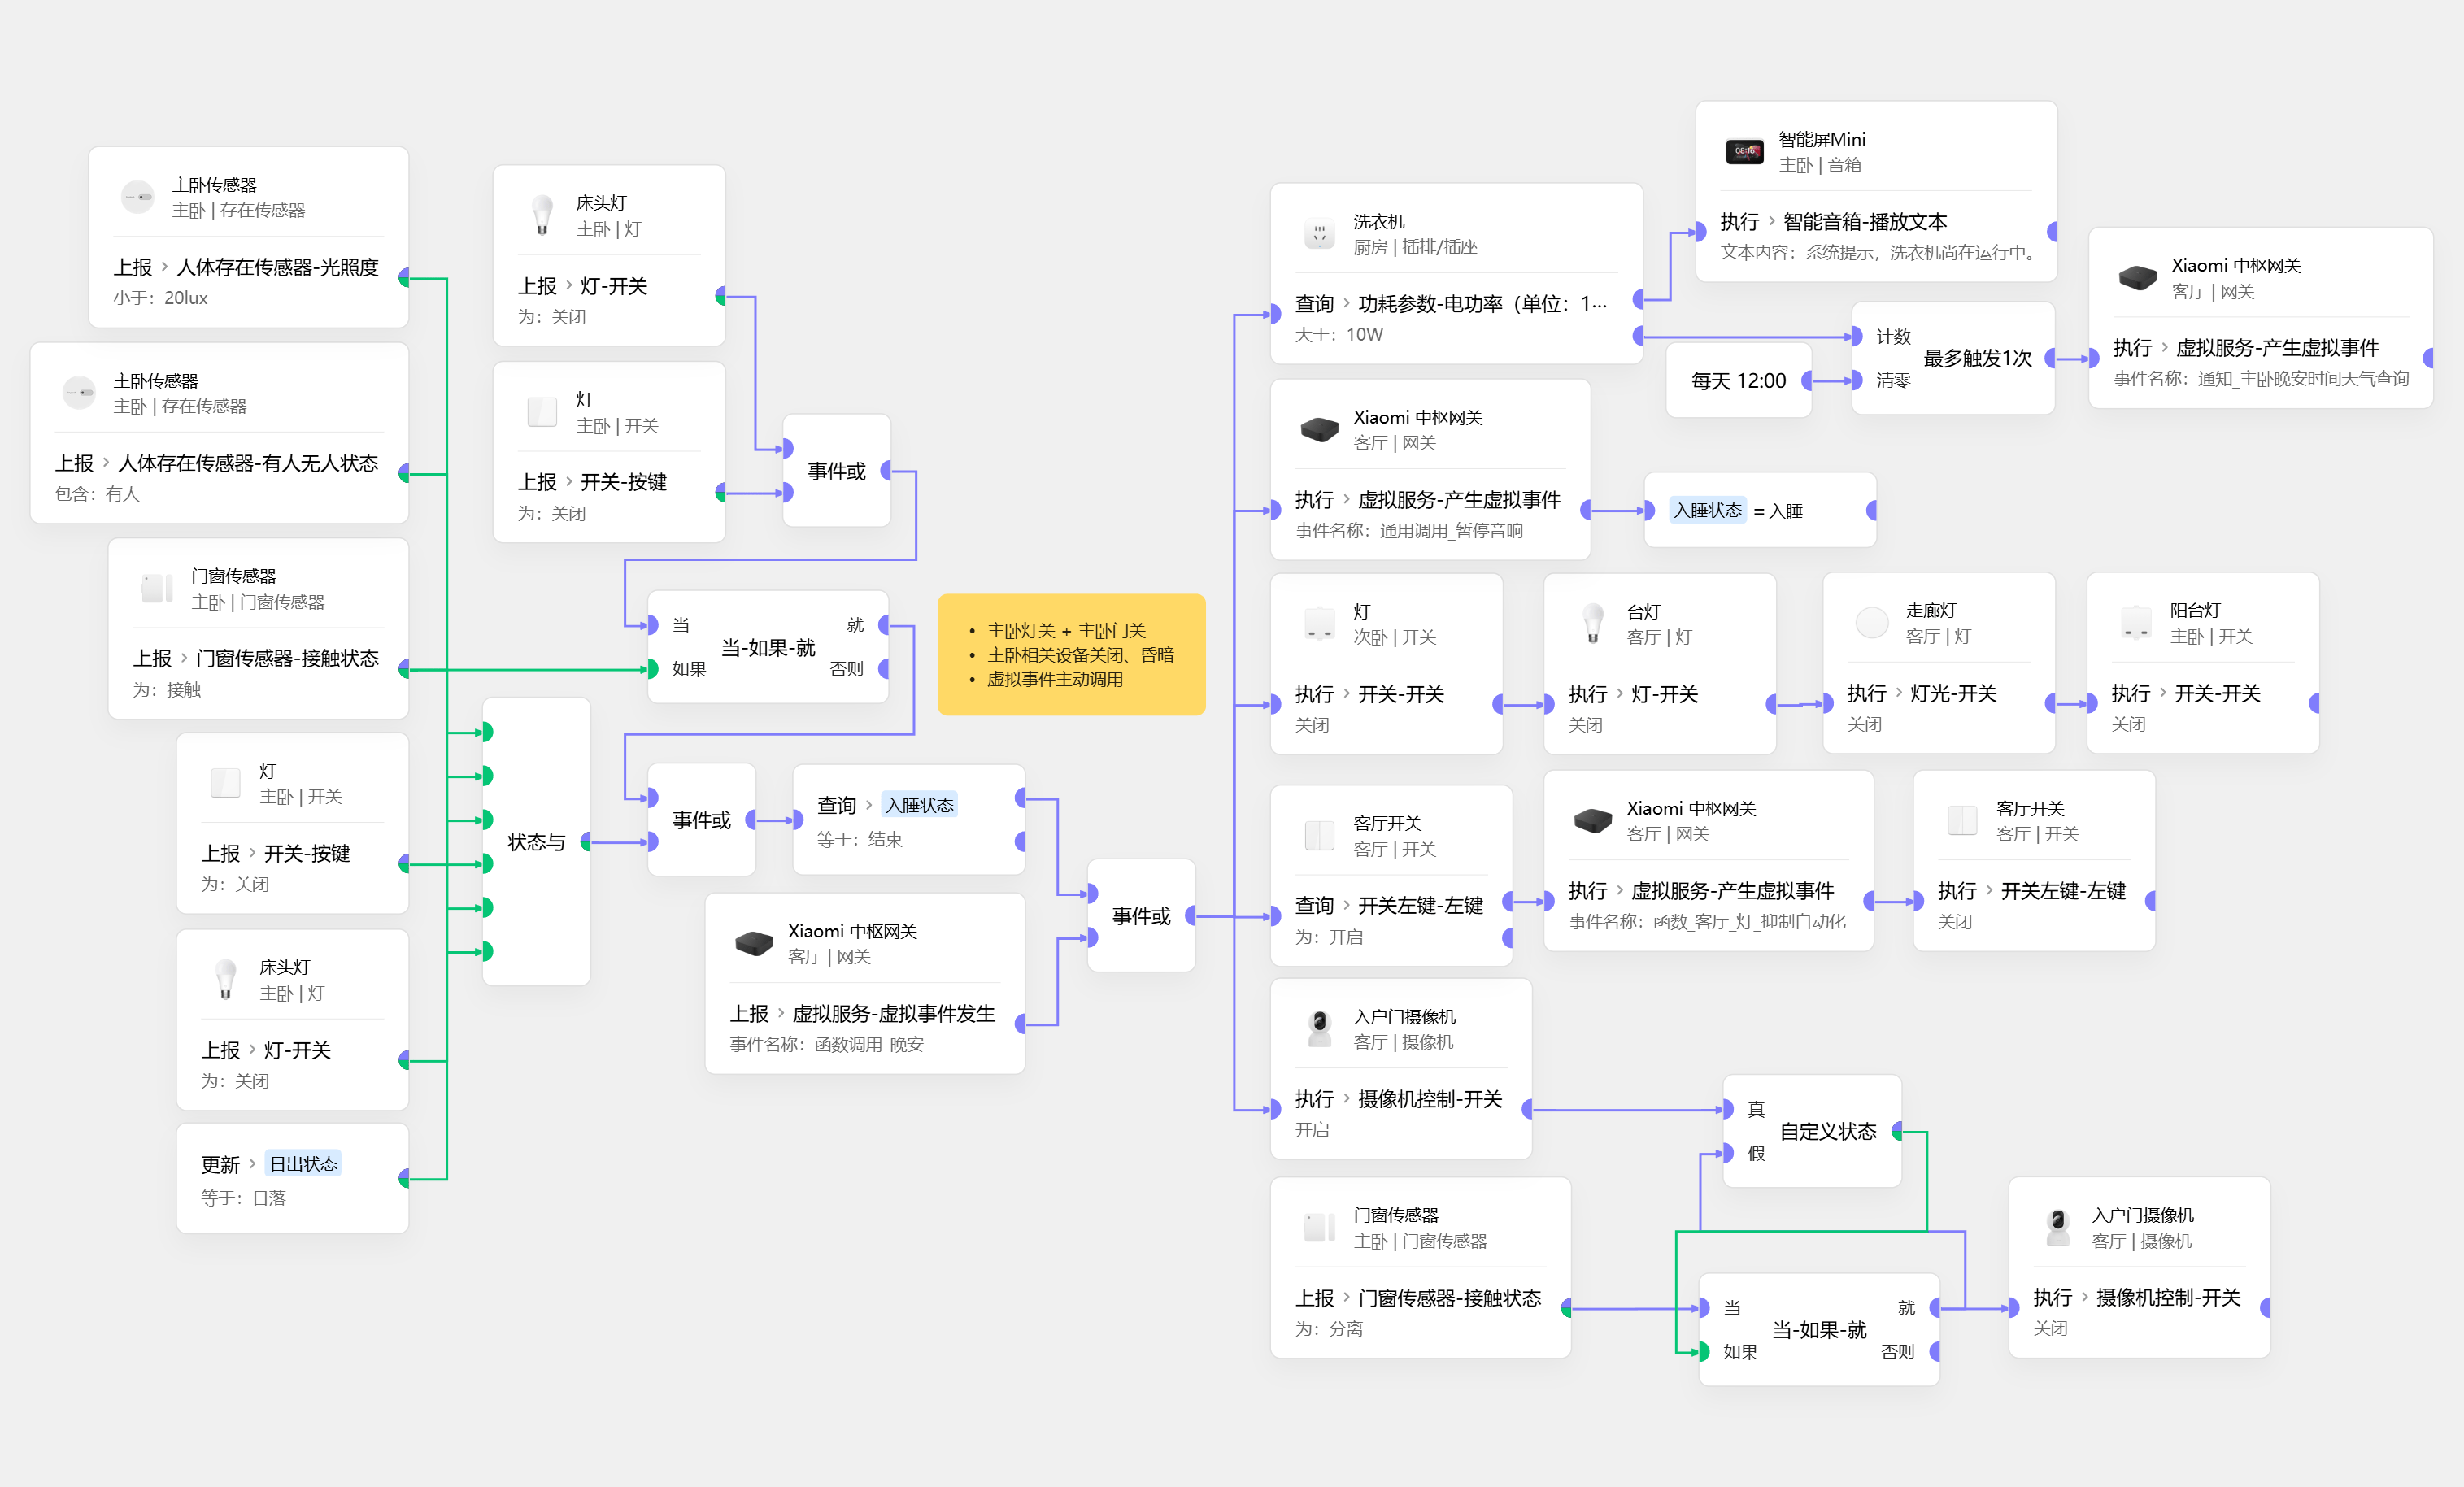 主卧传感器
主卧 | 存在传感器
上报 › 人体存在传感器-光照度
小于：20lux
主卧传感器
主卧 | 存在传感器
上报 › 人体存在传感器-有人无人状态
包含：有人
门窗传感器
主卧 | 门窗传感器
上报 › 门窗传感器-接触状态
为：接触
灯
主卧 | 开关
上报 › 开关-按键
为：关闭
床头灯
主卧 | 灯
上报 › 灯-开关
为：关闭
更新 › 日出状态
等于：日落
床头灯
主卧 | 灯
上报 › 灯-开关
为：关闭
灯
主卧 | 开关
上报 › 开关-按键
为：关闭
事件或
当
如果
当-如果-就
就
否则
状态与
事件或
查询 › 入睡状态
等于：结束
Xiaomi 中枢网关
客厅 | 网关
上报 › 虚拟服务-虚拟事件发生
事件名称：函数调用_晚安
• 主卧灯关 + 主卧门关
• 主卧相关设备关闭、昏暗
• 虚拟事件主动调用
事件或
洗衣机
厨房 | 插排/插座
查询 › 功耗参数-电功率（单位：1...
大于：10W
智能屏Mini
主卧 | 音箱
08:16
执行 › 智能音箱-播放文本
文本内容：系统提示，洗衣机尚在运行中。
每天 12:00
计数
清零
最多触发1次
Xiaomi 中枢网关
客厅 | 网关
执行 › 虚拟服务-产生虚拟事件
事件名称：通知_主卧晚安时间天气查询
Xiaomi 中枢网关
客厅 | 网关
执行 › 虚拟服务-产生虚拟事件
事件名称：通用调用_暂停音响
入睡状态 = 入睡
灯
次卧 | 开关
执行 › 开关-开关
关闭
台灯
客厅 | 灯
执行 › 灯-开关
关闭
走廊灯
客厅 | 灯
执行 › 灯光-开关
关闭
阳台灯
主卧 | 开关
执行 › 开关-开关
关闭
客厅开关
客厅 | 开关
查询 › 开关左键-左键
为：开启
Xiaomi 中枢网关
客厅 | 网关
执行 › 虚拟服务-产生虚拟事件
事件名称：函数_客厅_灯_抑制自动化
客厅开关
客厅 | 开关
执行 › 开关左键-左键
关闭
入户门摄像机
客厅 | 摄像机
执行 › 摄像机控制-开关
开启
真
假
自定义状态
门窗传感器
主卧 | 门窗传感器
上报 › 门窗传感器-接触状态
为：分离
当
如果
当-如果-就
就
否则
入户门摄像机
客厅 | 摄像机
执行 › 摄像机控制-开关
关闭